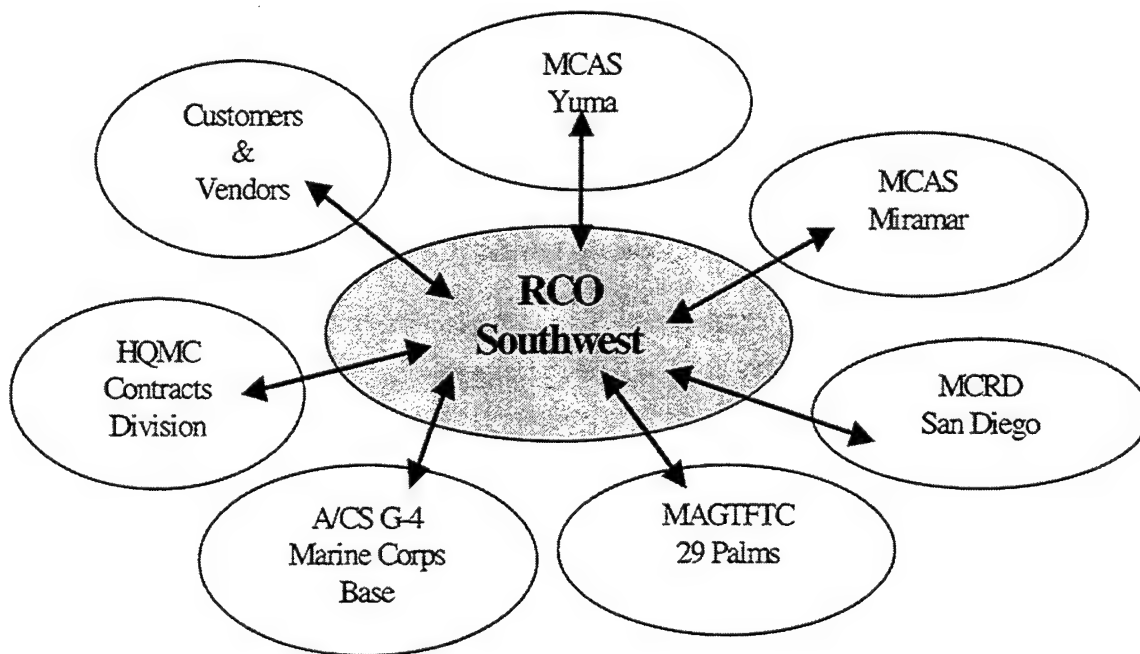 MCAS
Yuma
Customers
&
Vendors
MCAS
Miramar
RCO
Southwest
HQMC
Contracts
Division
MCRD
San Diego
A/CS G-4
Marine Corps
Base
MAGTFTC
29 Palms